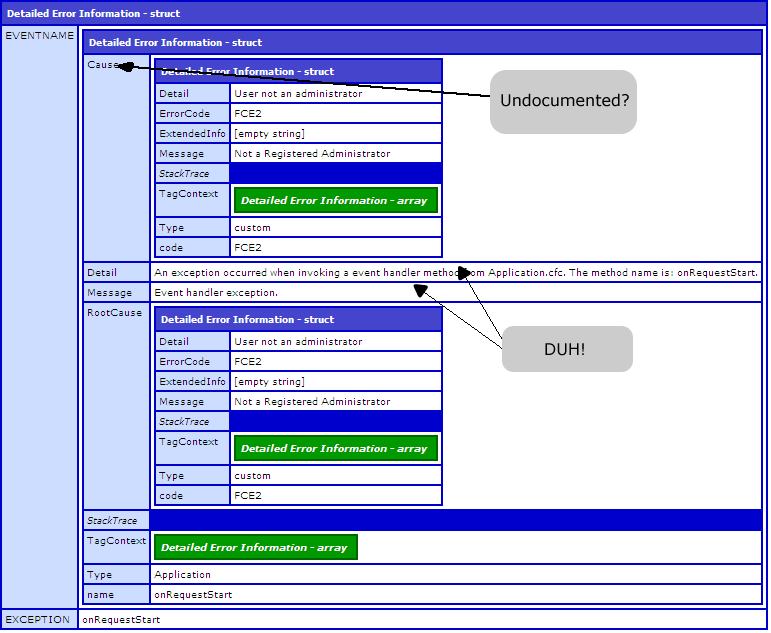 Detailed Error Information - struct
EVENTNAME
Detailed Error Information - struct
Cause
Detailed Error Information - struct
Detail User not an administrator
ErrorCode FCE2
ExtendedInfo [empty string]
Message Not a Registered Administrator
StackTrace
TagContext Detailed Error Information - array
Type custom
code FCE2
Undocumented?
Detail An exception occurred when invoking a event handler method from Application.cfc. The method name is: onRequestStart.
Message Event handler exception.
RootCause
Detailed Error Information - struct
Detail User not an administrator
ErrorCode FCE2
ExtendedInfo [empty string]
Message Not a Registered Administrator
StackTrace
TagContext Detailed Error Information - array
Type custom
code FCE2
DUH!
StackTrace
TagContext Detailed Error Information - array
Type Application
name onRequestStart
EXCEPTION onRequestStart